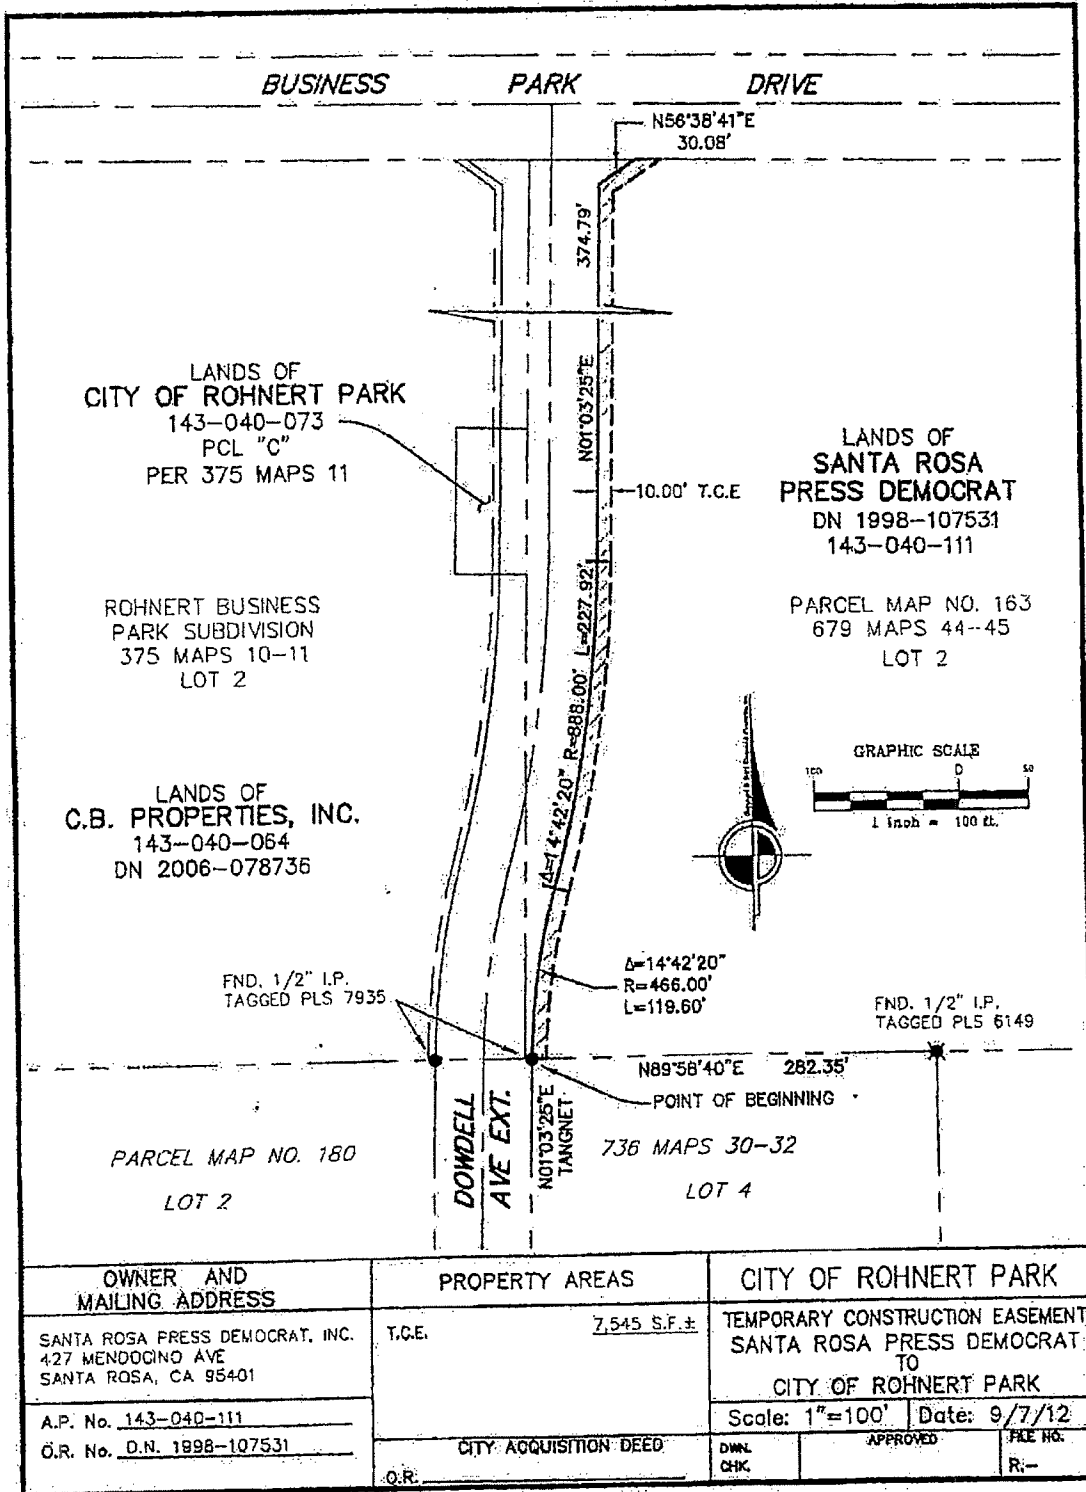 BUSINESS PARK DRIVE
N56°38'41"E
30.08'
374.79'
LANDS OF
CITY OF ROHNERT PARK
143-040-073
PCL "C"
PER 375 MAPS 11
N01°03'25"E
10.00' T.C.E
LANDS OF
SANTA ROSA
PRESS DEMOCRAT
DN 1998-107531
143-040-111
ROHNERT BUSINESS
PARK SUBDIVISION
375 MAPS 10-11
LOT 2
PARCEL MAP NO. 163
679 MAPS 44-45
LOT 2
Δ=14°42'20" R=888.00' L=227.92'
GRAPHIC SCALE
100 0 50
1 inch = 100 ft.
LANDS OF
C.B. PROPERTIES, INC.
143-040-064
DN 2006-078736
FND. 1/2" I.P.
TAGGED PLS 7935
Δ=14°42'20"
R=466.00'
L=119.60'
FND. 1/2" I.P.
TAGGED PLS 6149
N89°58'40"E 282.35'
POINT OF BEGINNING
DOWDELL
AVE EXT.
N01°03'25"E
TANGNET
PARCEL MAP NO. 180
LOT 2
736 MAPS 30-32
LOT 4
OWNER AND
MAILING ADDRESS
SANTA ROSA PRESS DEMOCRAT, INC.
427 MENDOCINO AVE
SANTA ROSA, CA 95401
A.P. No. 143-040-111
O.R. No. D.N. 1998-107531
PROPERTY AREAS
T.C.E. 7,545 S.F.±
CITY ACQUISITION DEED
O.R.
CITY OF ROHNERT PARK
TEMPORARY CONSTRUCTION EASEMENT
SANTA ROSA PRESS DEMOCRAT
TO
CITY OF ROHNERT PARK
Scale: 1"=100' Date: 9/7/12
DWN.
CHK.
APPROVED
FILE NO.
R:-